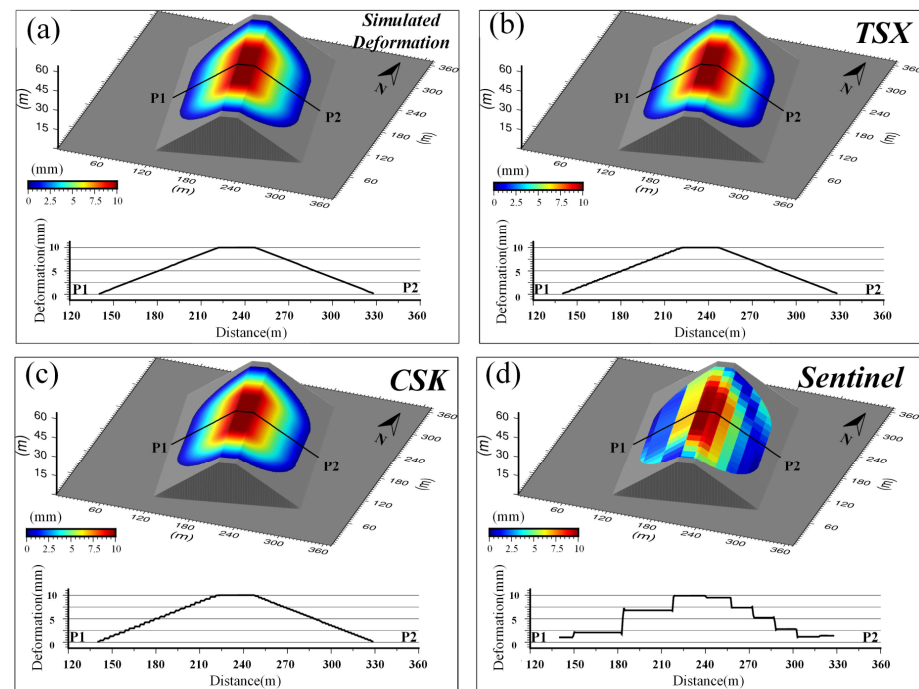 (a)
Simulated
Deformation
60
45
30
15
(m)
P1
P2
N
360
300
240
180
120
60
(m)
60
120
180
240
300
360
(m)
(mm)
0 2.5 5 7.5 10
Deformation(mm)
10
5
0
P1
P2
120 150 180 210 240 270 300 330 360
Distance(m)
(b)
TSX
60
45
30
15
(m)
P1
P2
N
360
300
240
180
120
60
(m)
60
120
180
240
300
360
(m)
(mm)
0 2.5 5 7.5 10
Deformation(mm)
10
5
0
P1
P2
120 150 180 210 240 270 300 330 360
Distance(m)
(c)
CSK
60
45
30
15
(m)
P1
P2
N
360
300
240
180
120
60
(m)
60
120
180
240
300
360
(m)
(mm)
0 2.5 5 7.5 10
Deformation(mm)
10
5
0
P1
P2
120 150 180 210 240 270 300 330 360
Distance(m)
(d)
Sentinel
60
45
30
15
(m)
P1
P2
N
360
300
240
180
120
60
(m)
60
120
180
240
300
360
(m)
(mm)
0 2.5 5 7.5 10
Deformation(mm)
10
5
0
P1
P2
120 150 180 210 240 270 300 330 360
Distance(m)